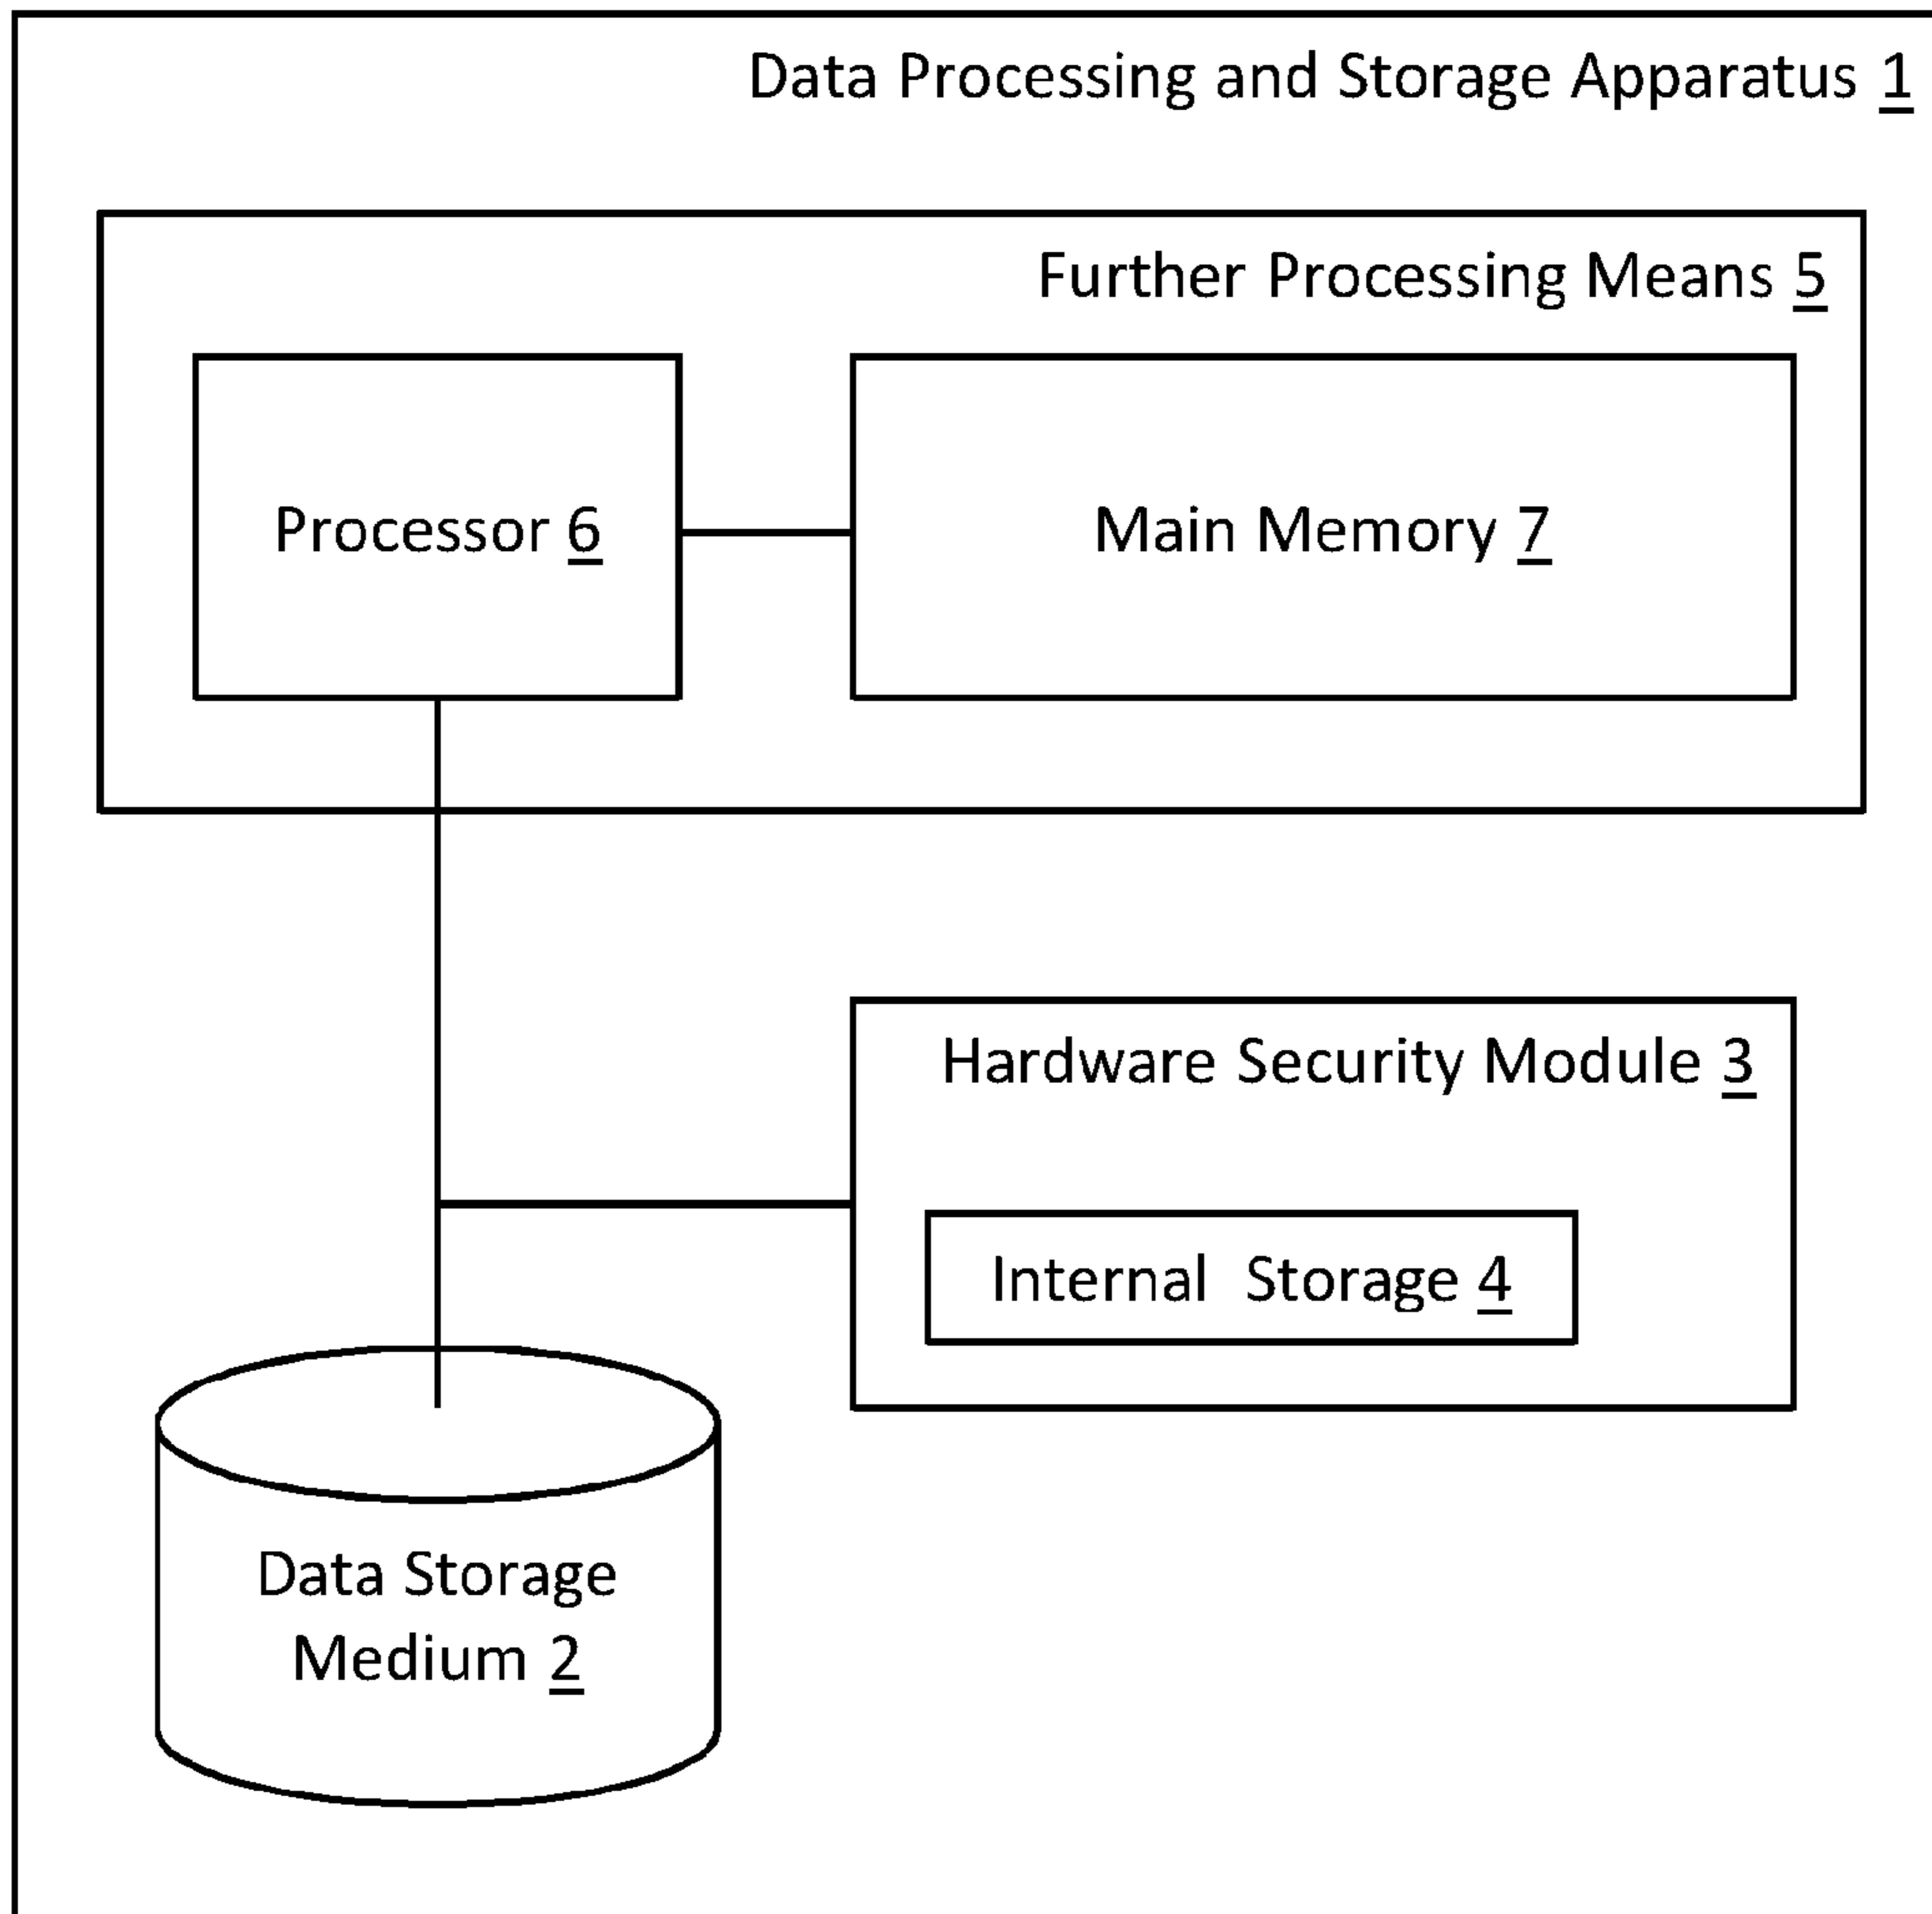 Data Processing and Storage Apparatus 1
Further Processing Means 5
Processor 6
Main Memory 7
Hardware Security Module 3
Internal Storage 4
Data Storage
Medium 2